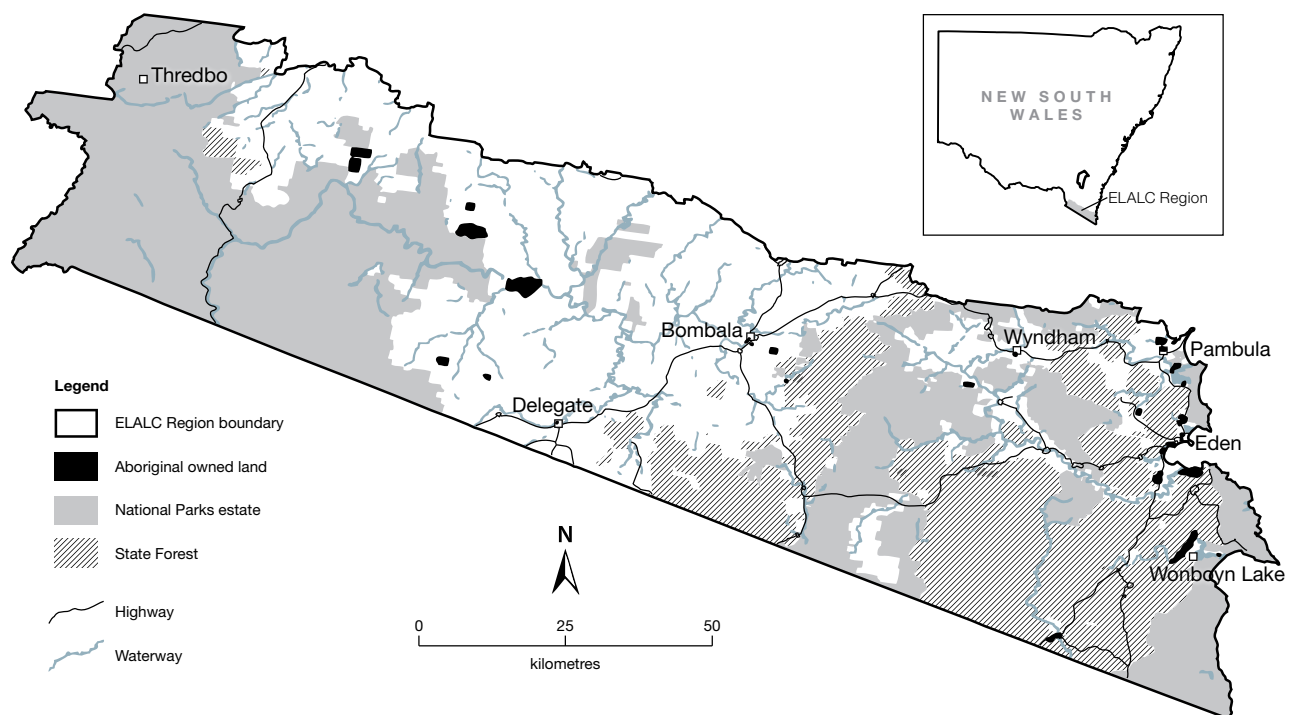 Thredbo
NEW SOUTH
WALES
ELALC Region
Bombala
Wyndham
Pambula
Delegate
Eden
Wonboyn Lake
Legend
ELALC Region boundary
Aboriginal owned land
National Parks estate
State Forest
Highway
Waterway
N
0 25 50
kilometres